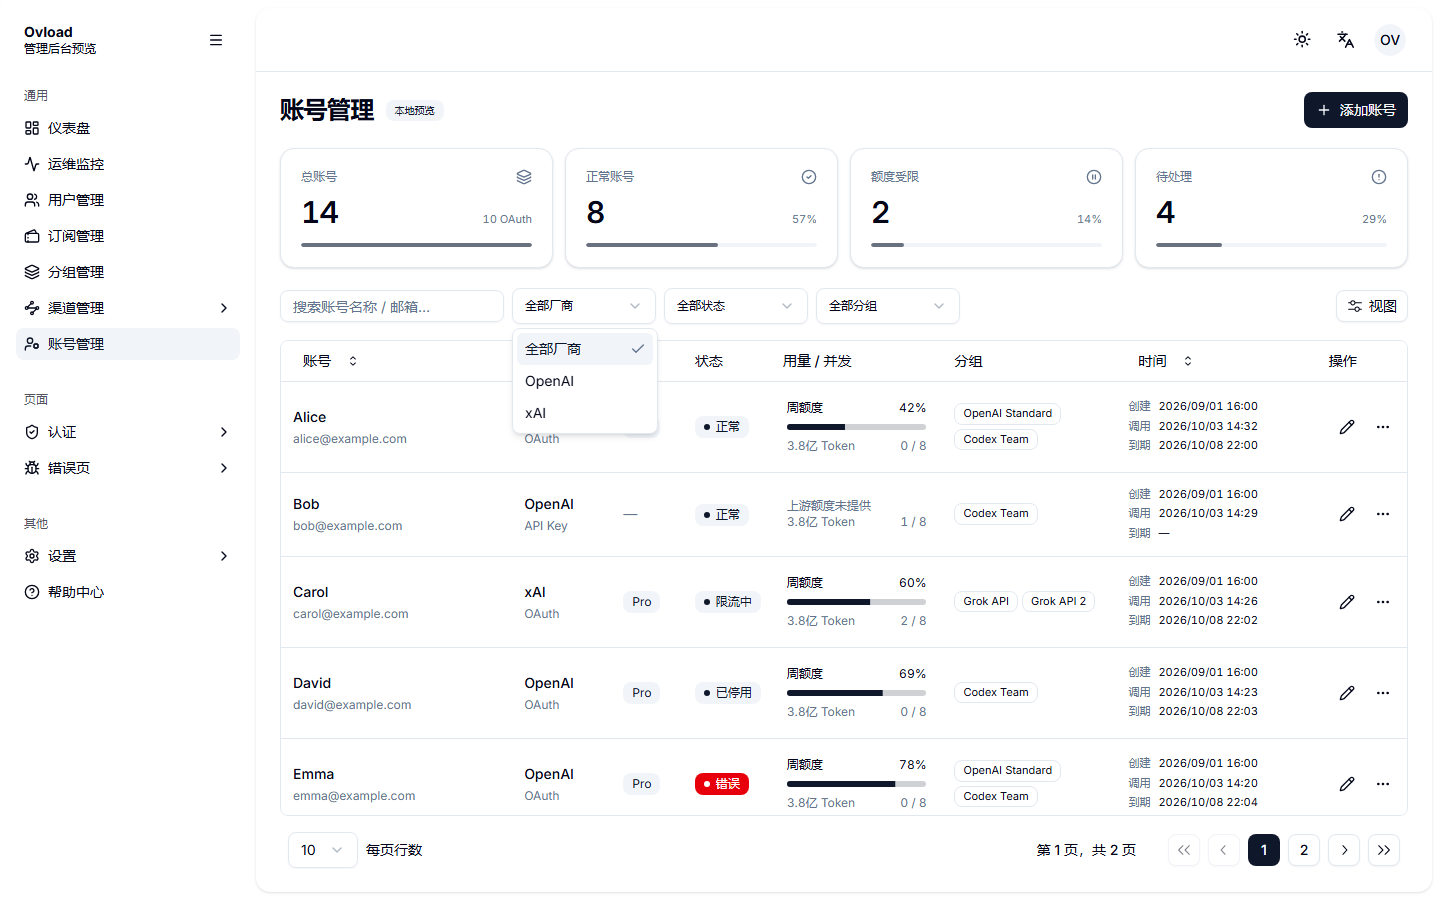 Ovload
管理后台预览
通用
仪表盘
运维监控
用户管理
订阅管理
分组管理
渠道管理
账号管理
页面
认证
错误页
其他
设置
帮助中心
OV
账号管理
本地预览
添加账号
总账号
14
10 OAuth
正常账号
8
57%
额度受限
2
14%
待处理
4
29%
搜索账号名称 / 邮箱...
全部厂商
全部状态
全部分组
视图
全部厂商
OpenAI
xAI
账号
状态
用量 / 并发
分组
时间
操作
Alice
alice@example.com
OAuth
正常
周额度 42%
3.8亿 Token 0 / 8
OpenAI Standard
Codex Team
创建 2026/09/01 16:00
调用 2026/10/03 14:32
到期 2026/10/08 22:00
Bob
bob@example.com
OpenAI
API Key
—
正常
上游额度未提供
3.8亿 Token 1 / 8
Codex Team
创建 2026/09/01 16:00
调用 2026/10/03 14:29
到期 —
Carol
carol@example.com
xAI
OAuth
Pro
限流中
周额度 60%
3.8亿 Token 2 / 8
Grok API Grok API 2
创建 2026/09/01 16:00
调用 2026/10/03 14:26
到期 2026/10/08 22:02
David
david@example.com
OpenAI
OAuth
Pro
已停用
周额度 69%
3.8亿 Token 0 / 8
Codex Team
创建 2026/09/01 16:00
调用 2026/10/03 14:23
到期 2026/10/08 22:03
Emma
emma@example.com
OpenAI
OAuth
Pro
错误
周额度 78%
3.8亿 Token 0 / 8
OpenAI Standard
Codex Team
创建 2026/09/01 16:00
调用 2026/10/03 14:20
到期 2026/10/08 22:04
10
每页行数
第 1 页，共 2 页
1
2